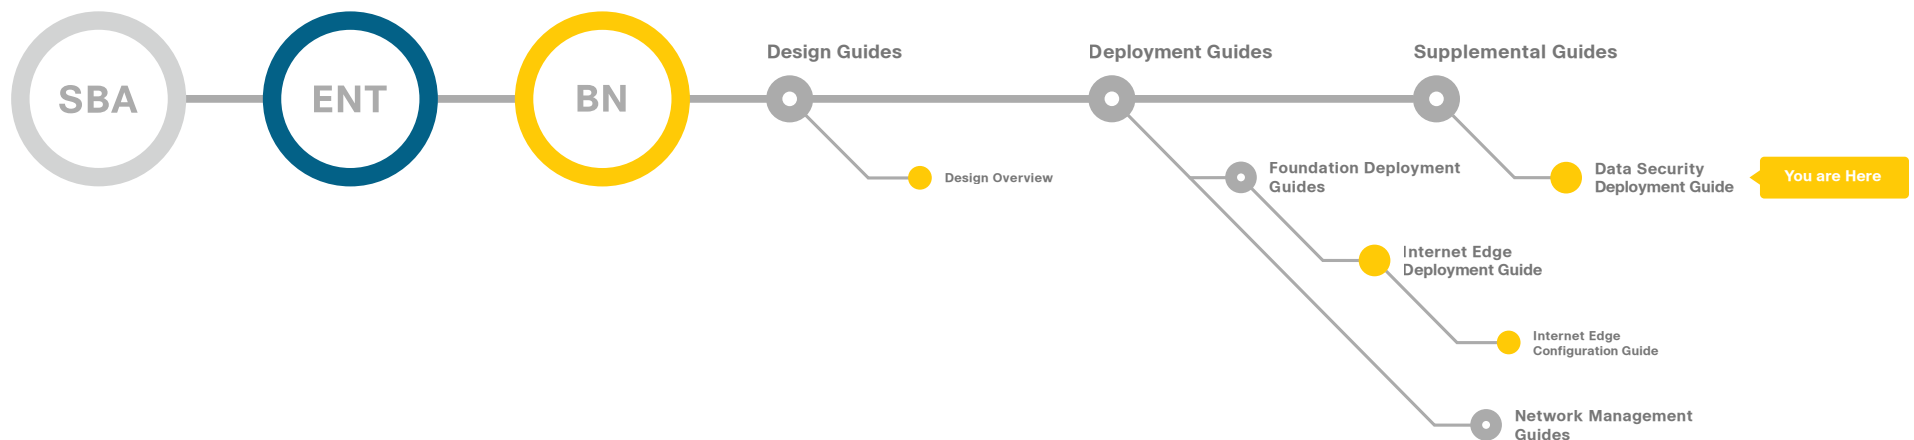 SBA
ENT
BN
Design Guides
Design Overview
Deployment Guides
Foundation Deployment
Guides
Internet Edge
Deployment Guide
Internet Edge
Configuration Guide
Network Management
Guides
Supplemental Guides
Data Security
Deployment Guide
You are Here